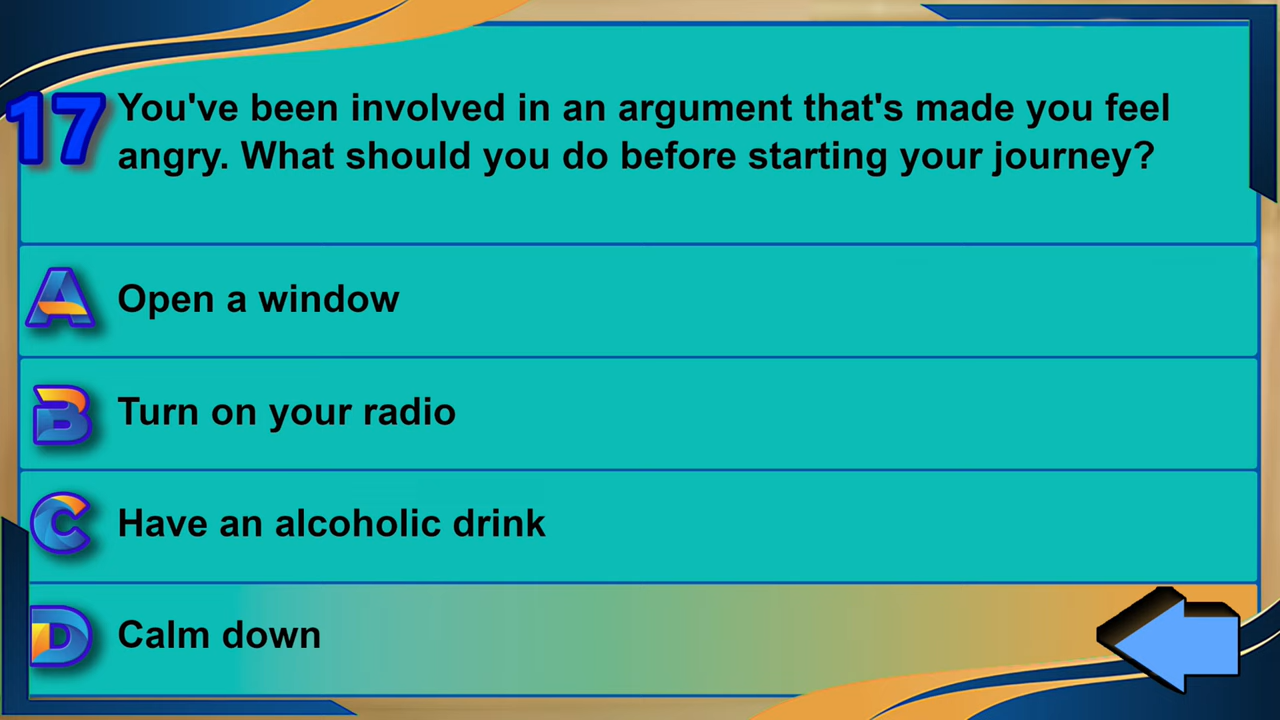 17 You've been involved in an argument that's made you feel
angry. What should you do before starting your journey?
A Open a window
B Turn on your radio
C Have an alcoholic drink
D Calm down